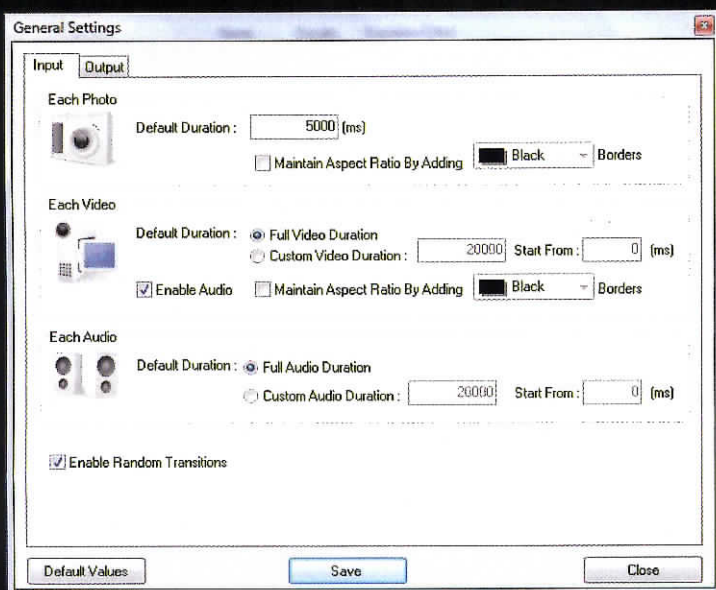 General Settings
Input Output
Each Photo
Default Duration : 5000 (ms)
Maintain Aspect Ratio By Adding Black Borders
Each Video
Default Duration : Full Video Duration
Custom Video Duration : 20000 Start From : 0 (ms)
Enable Audio Maintain Aspect Ratio By Adding Black Borders
Each Audio
Default Duration : Full Audio Duration
Custom Audio Duration : 20000 Start From : 0 (ms)
Enable Random Transitions
Default Values Save Close